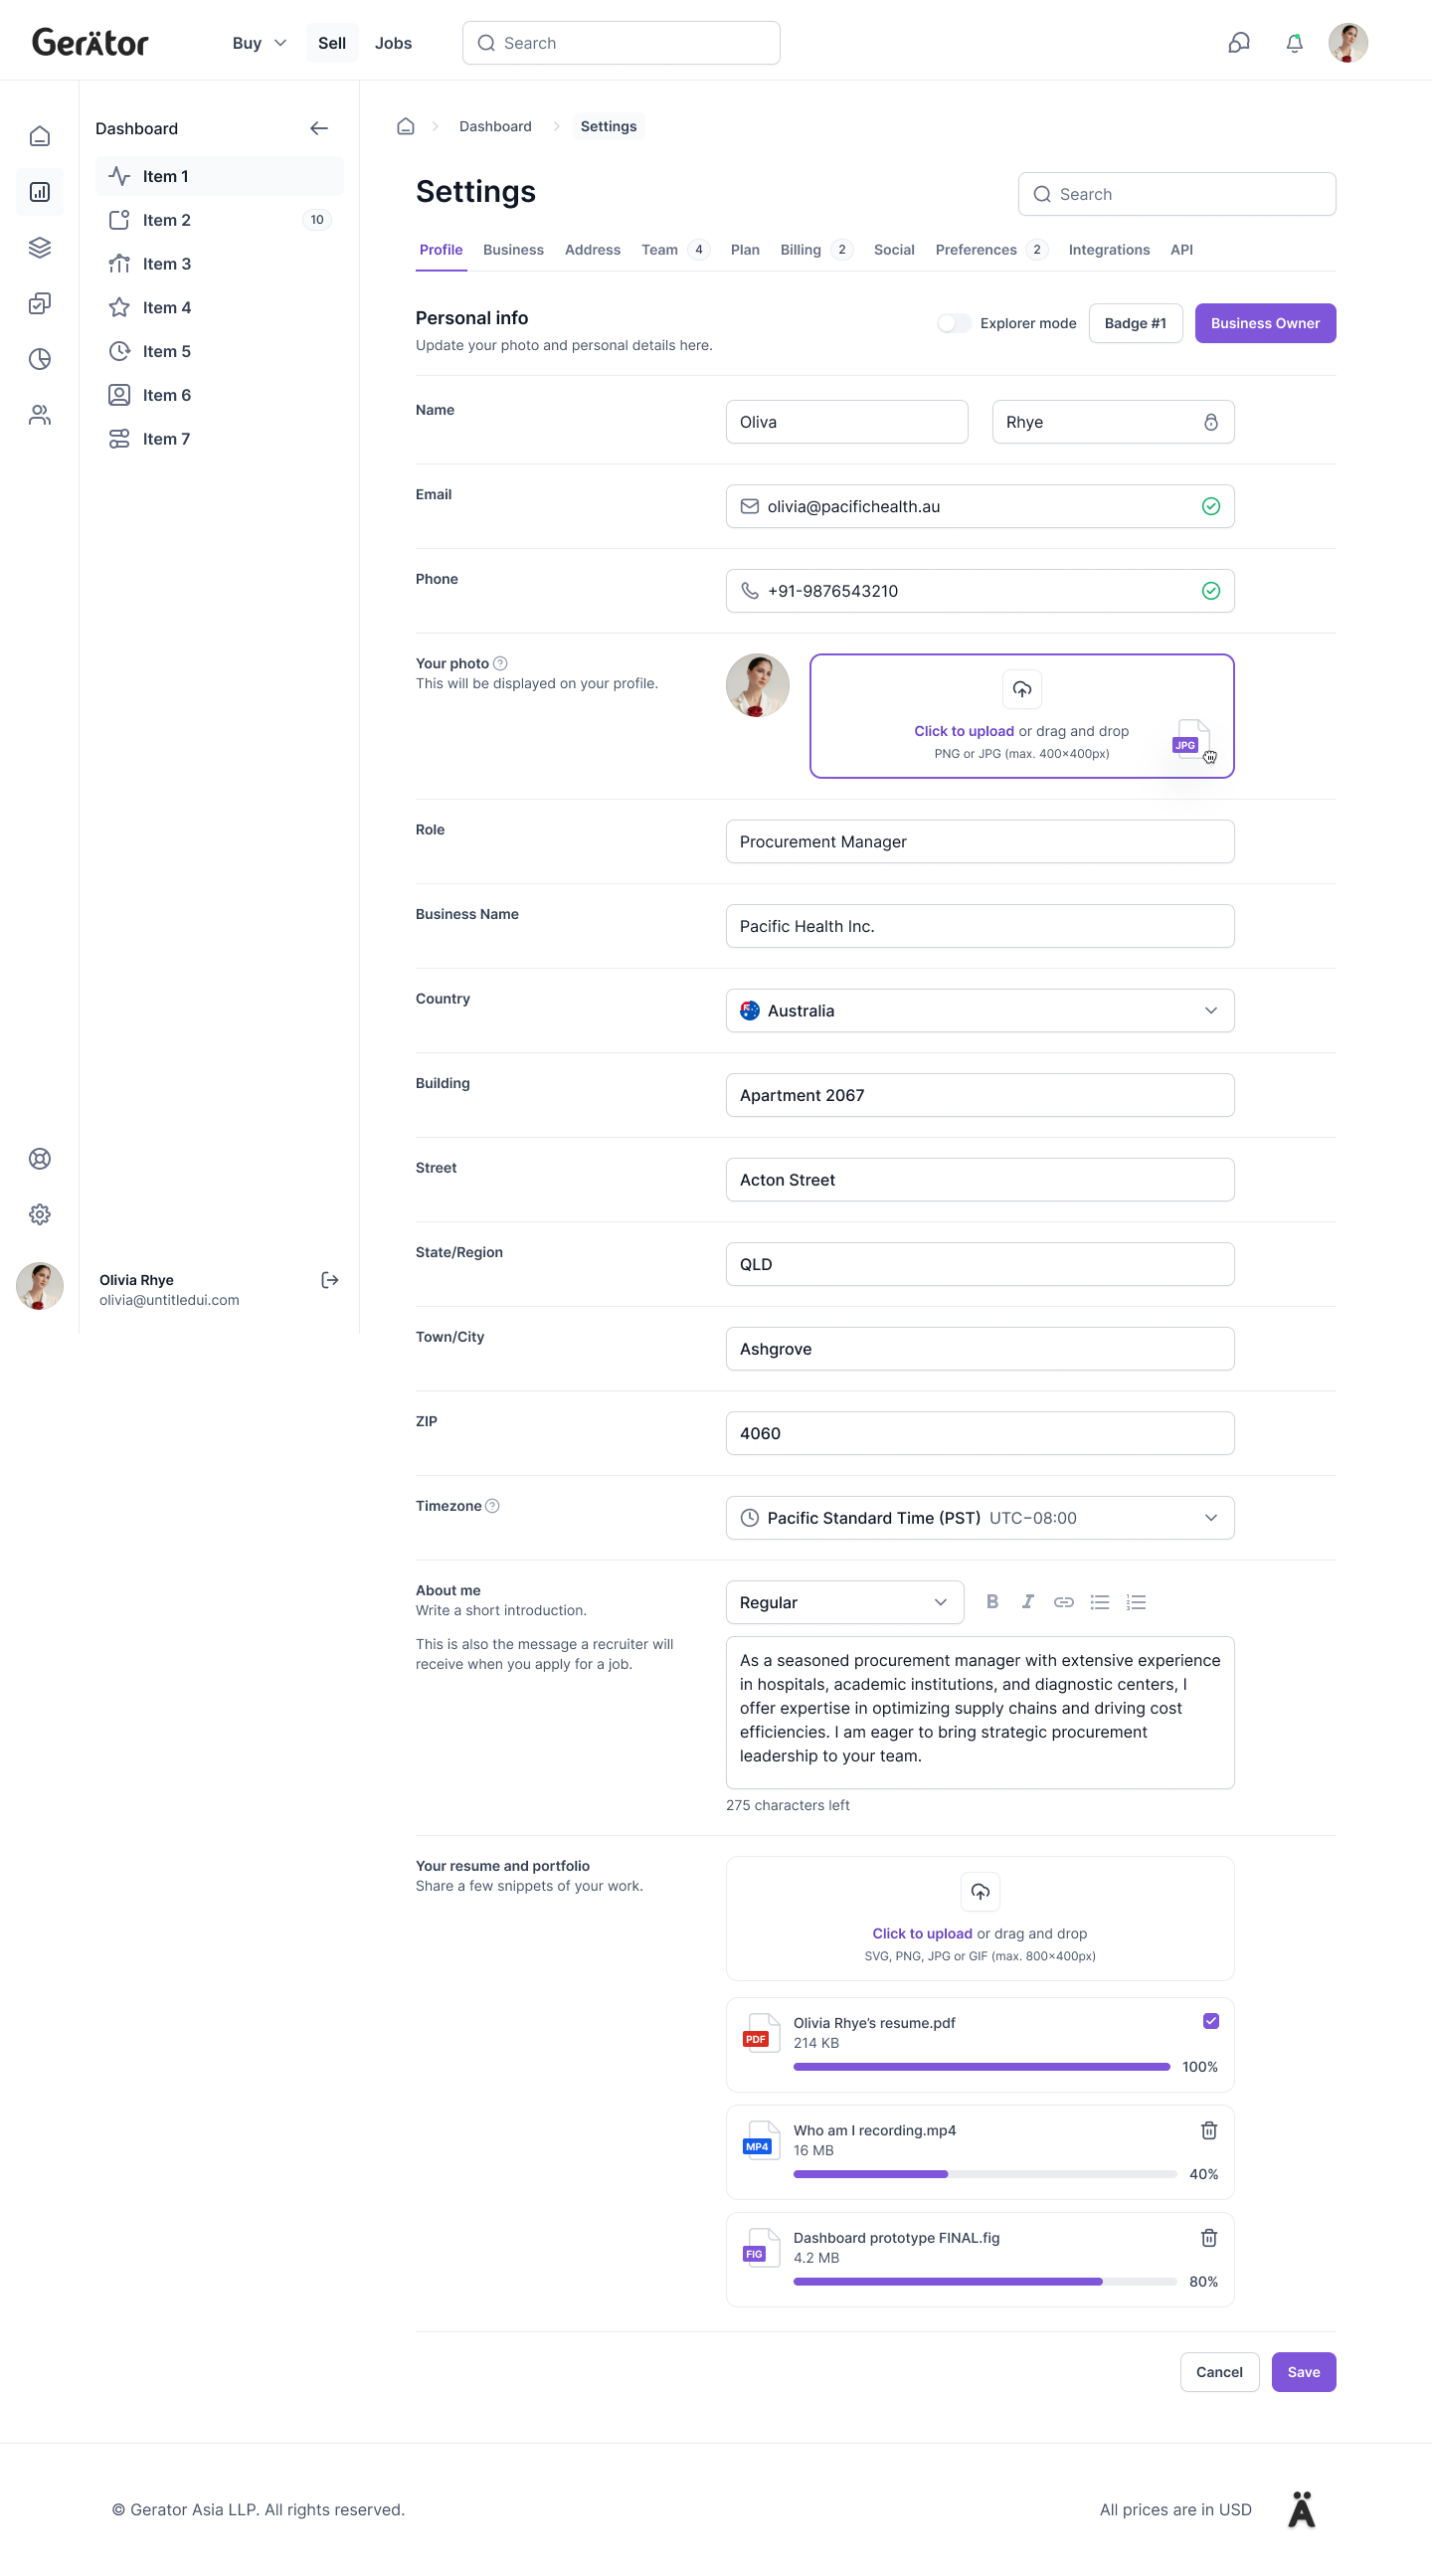 Gerätor
Buy
Sell
Jobs
Search
Dashboard
Item 1
Item 2
10
Item 3
Item 4
Item 5
Item 6
Item 7
Olivia Rhye
olivia@untitledui.com
Dashboard
Settings
Settings
Search
Profile
Business
Address
Team 4
Plan
Billing 2
Social
Preferences 2
Integrations
API
Personal info
Update your photo and personal details here.
Explorer mode
Badge #1
Business Owner
Name
Oliva
Rhye
Email
olivia@pacifichealth.au
Phone
+91-9876543210
Your photo
This will be displayed on your profile.
Click to upload or drag and drop
PNG or JPG (max. 400×400px)
JPG
Role
Procurement Manager
Business Name
Pacific Health Inc.
Country
Australia
Building
Apartment 2067
Street
Acton Street
State/Region
QLD
Town/City
Ashgrove
ZIP
4060
Timezone
Pacific Standard Time (PST) UTC−08:00
About me
Write a short introduction.
This is also the message a recruiter will
receive when you apply for a job.
Regular
B
I
As a seasoned procurement manager with extensive experience
in hospitals, academic institutions, and diagnostic centers, I
offer expertise in optimizing supply chains and driving cost
efficiencies. I am eager to bring strategic procurement
leadership to your team.
275 characters left
Your resume and portfolio
Share a few snippets of your work.
Click to upload or drag and drop
SVG, PNG, JPG or GIF (max. 800×400px)
PDF
Olivia Rhye’s resume.pdf
214 KB
100%
MP4
Who am I recording.mp4
16 MB
40%
FIG
Dashboard prototype FINAL.fig
4.2 MB
80%
Cancel
Save
© Gerator Asia LLP. All rights reserved.
All prices are in USD
Ä